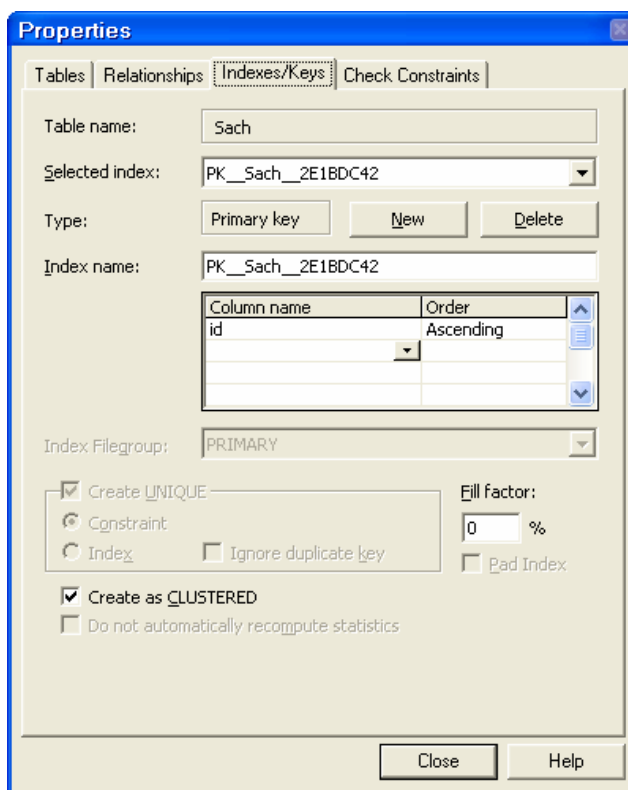 Properties
Tables Relationships Indexes/Keys Check Constraints
Table name: Sach
Selected index: PK__Sach__2E1BDC42
Type: Primary key New Delete
Index name: PK__Sach__2E1BDC42
Column name Order
id Ascending
Index Filegroup: PRIMARY
Create UNIQUE Fill factor:
Constraint 0 %
Index Ignore duplicate key Pad Index
Create as CLUSTERED
Do not automatically recompute statistics
Close Help